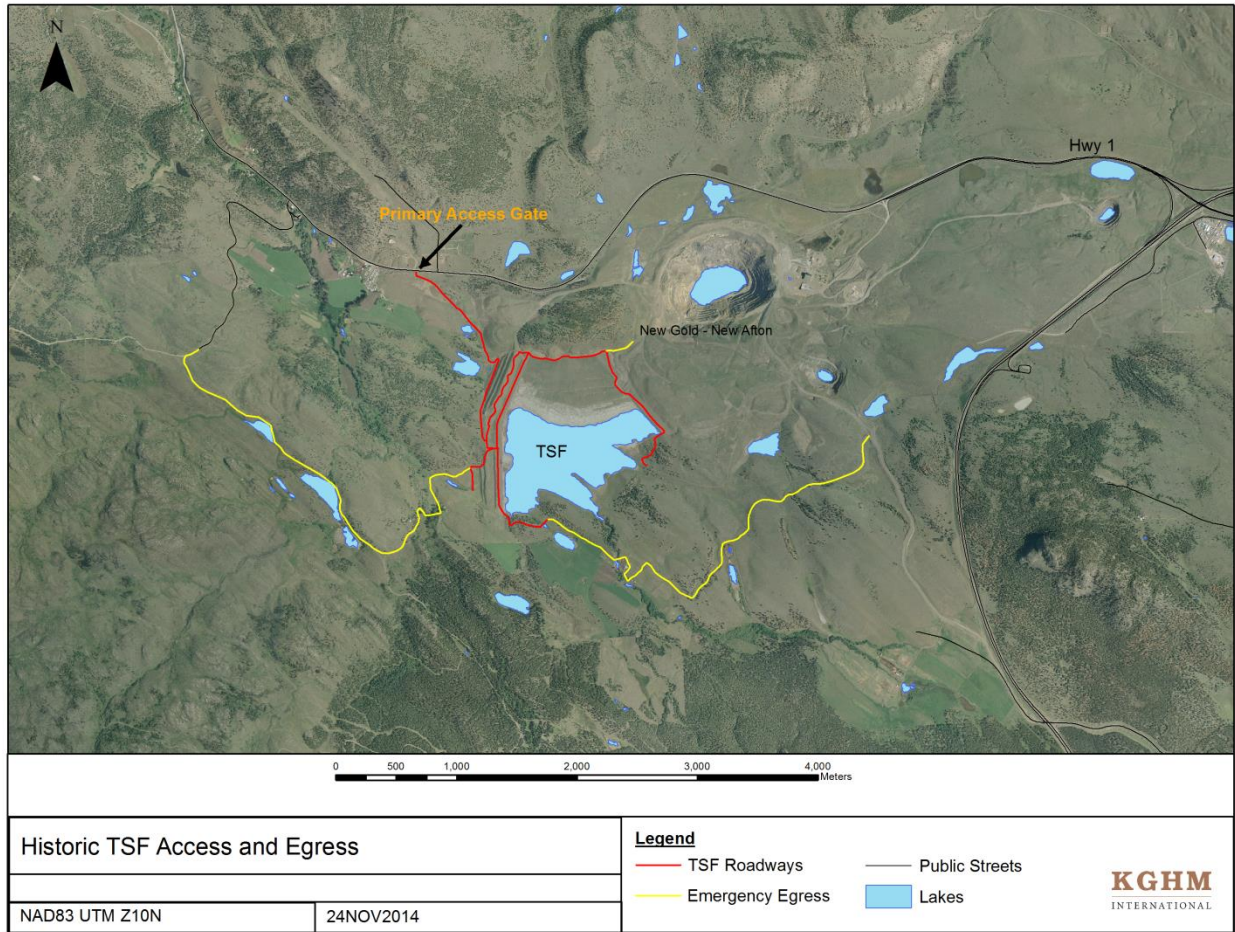 N
Hwy 1
Primary Access Gate
New Gold - New Afton
TSF
0 500 1,000 2,000 3,000 4,000
Meters
Historic TSF Access and Egress
NAD83 UTM Z10N
24NOV2014
Legend
TSF Roadways
Public Streets
Emergency Egress
Lakes
KGHM
INTERNATIONAL